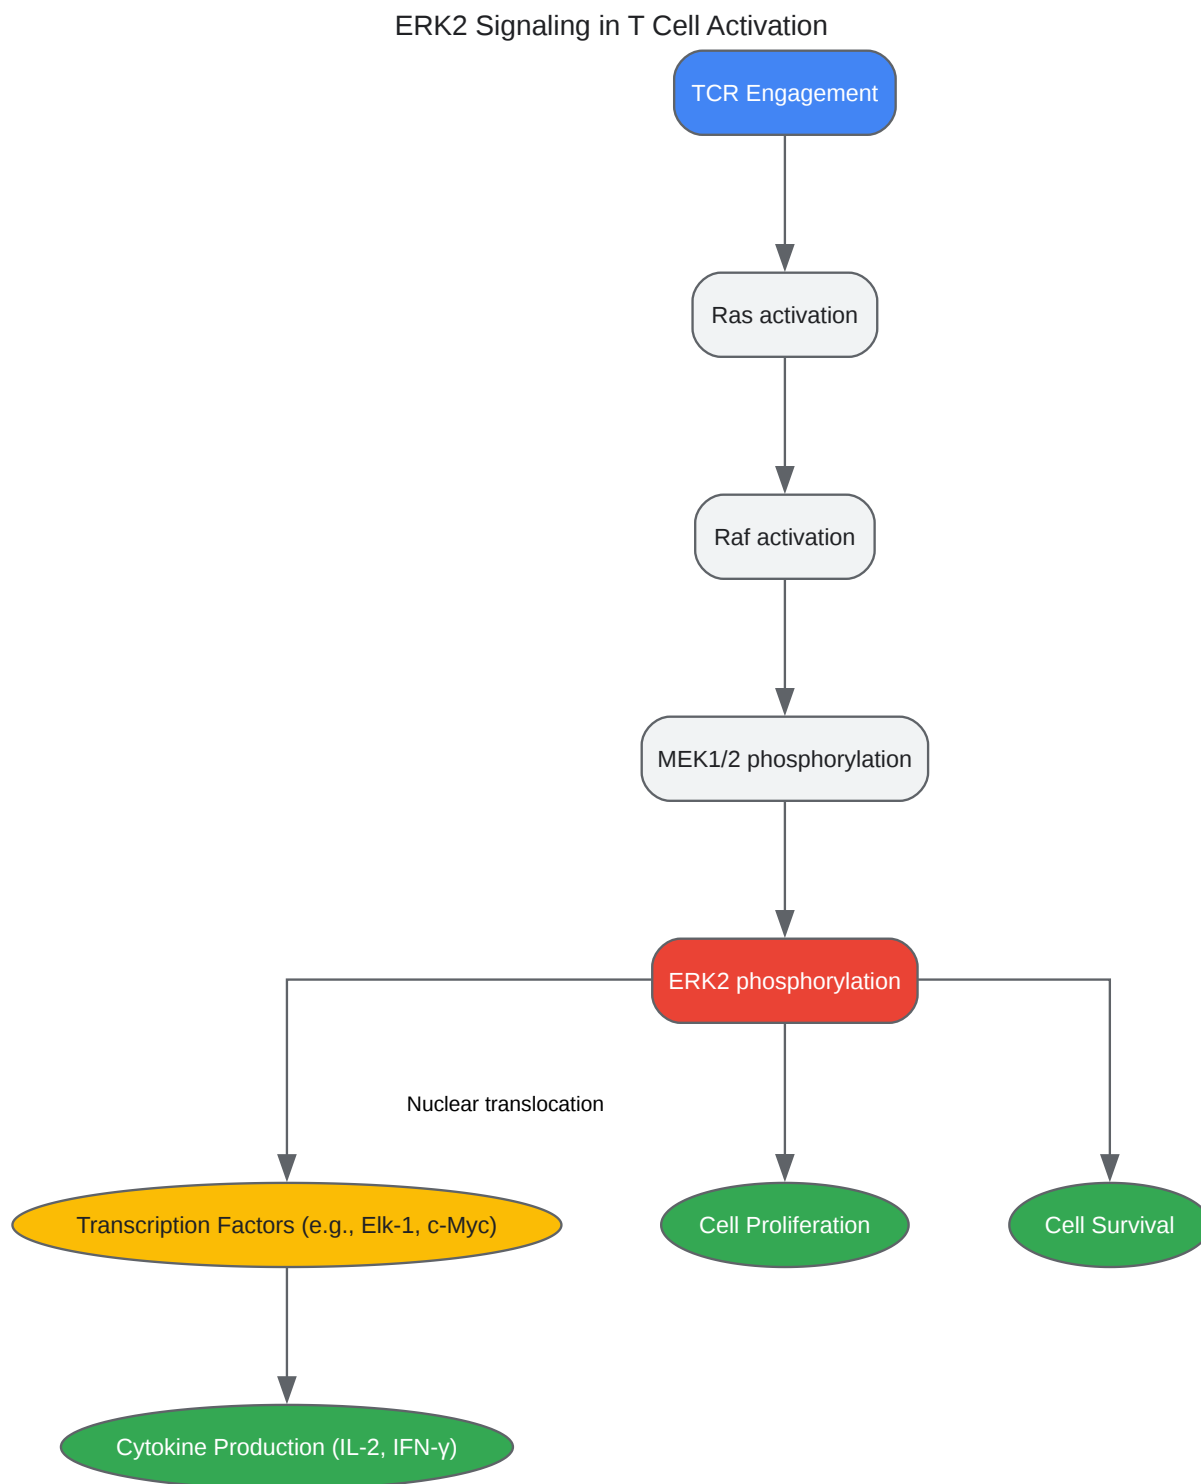 ERK2 Signaling in T Cell Activation
TCR Engagement
Ras activation
Raf activation
MEK1/2 phosphorylation
ERK2 phosphorylation
Nuclear translocation
Transcription Factors (e.g., Elk-1, c-Myc)
Cell Proliferation
Cell Survival
Cytokine Production (IL-2, IFN-γ)